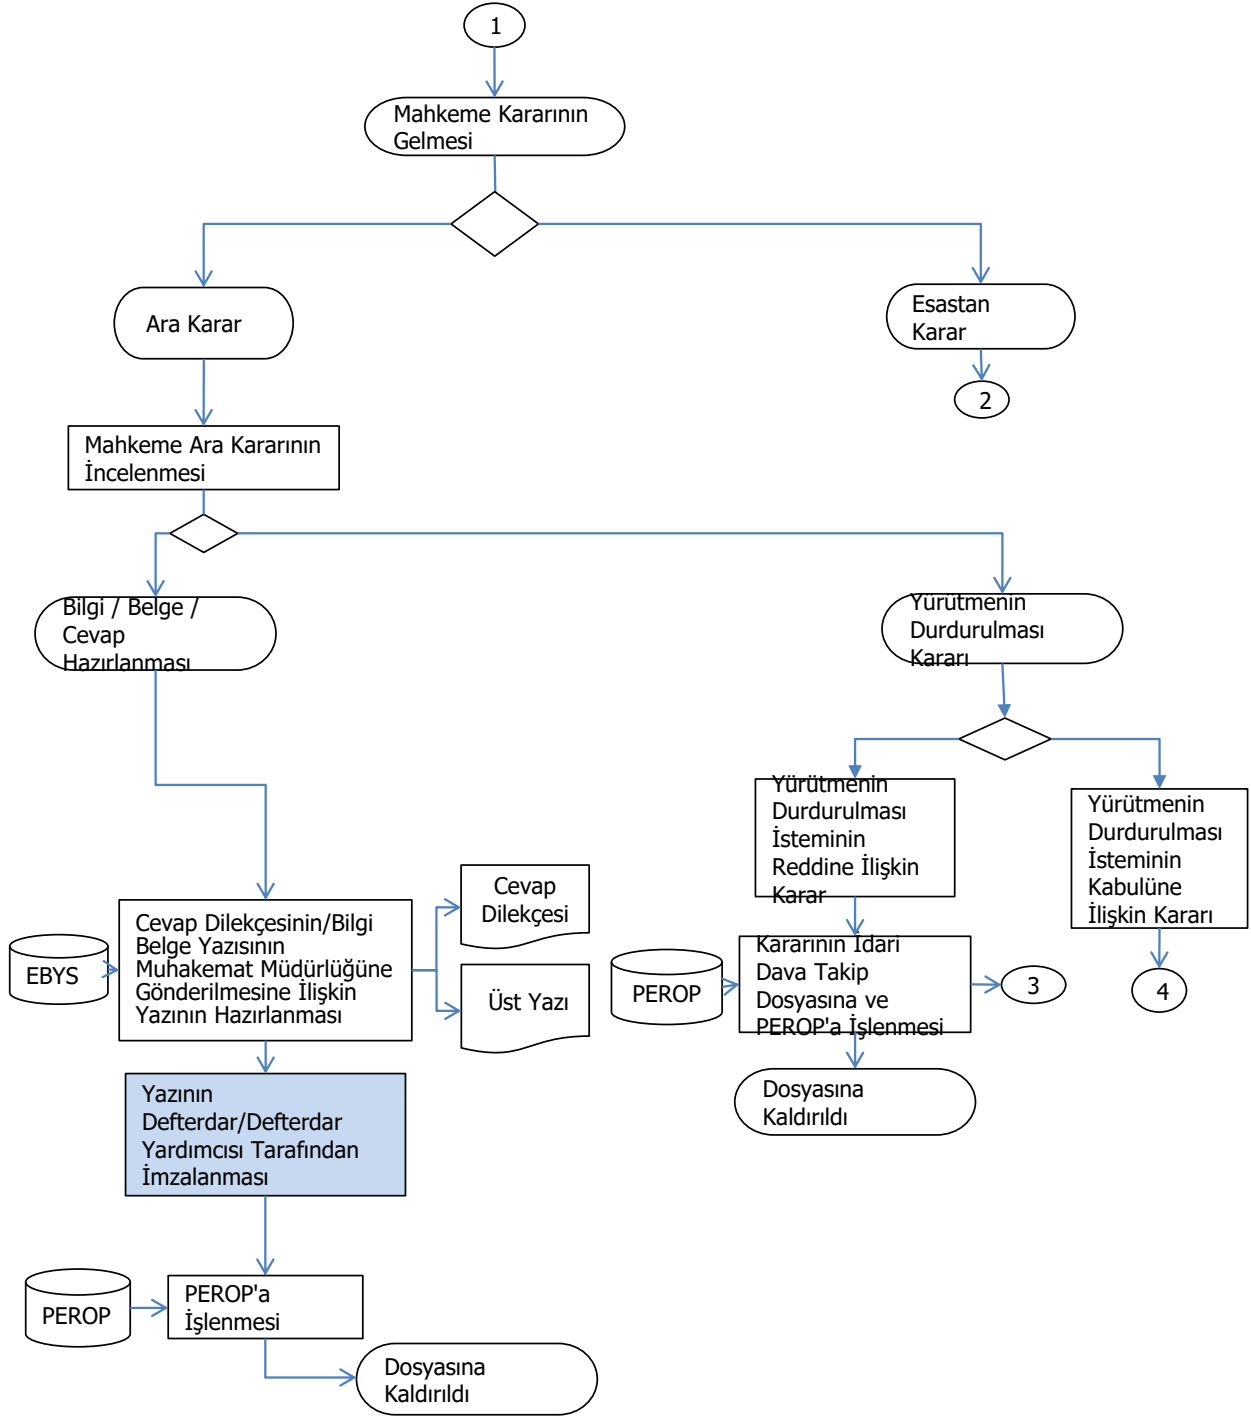 1
Mahkeme Kararının
Gelmesi
Ara Karar
Esastan
Karar
2
Mahkeme Ara Kararının
İncelenmesi
Bilgi / Belge /
Cevap
Hazırlanması
Yürütmenin
Durdurulması
Kararı
Yürütmenin
Durdurulması
İsteminin
Reddine İlişkin
Karar
Yürütmenin
Durdurulması
İsteminin
Kabulüne
İlişkin Kararı
Cevap
Dilekçesi
Cevap Dilekçesinin/Bilgi
Belge Yazısının
Muhakemat Müdürlüğüne
Gönderilmesine İlişkin
Yazının Hazırlanması
EBYS
Üst Yazı
PEROP
Kararının İdari
Dava Takip
Dosyasına ve
PEROP'a İşlenmesi
3
4
Yazının
Defterdar/Defterdar
Yardımcısı Tarafından
İmzalanması
Dosyasına
Kaldırıldı
PEROP
PEROP'a
İşlenmesi
Dosyasına
Kaldırıldı